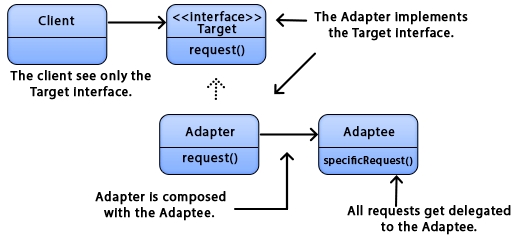 Client
<<interface>>
Target
request()
The Adapter implements
the Target Interface.
The client see only the
Target Interface.
Adapter
request()
Adaptee
specificRequest()
Adapter is composed
with the Adaptee.
All requests get delegated
to the Adaptee.